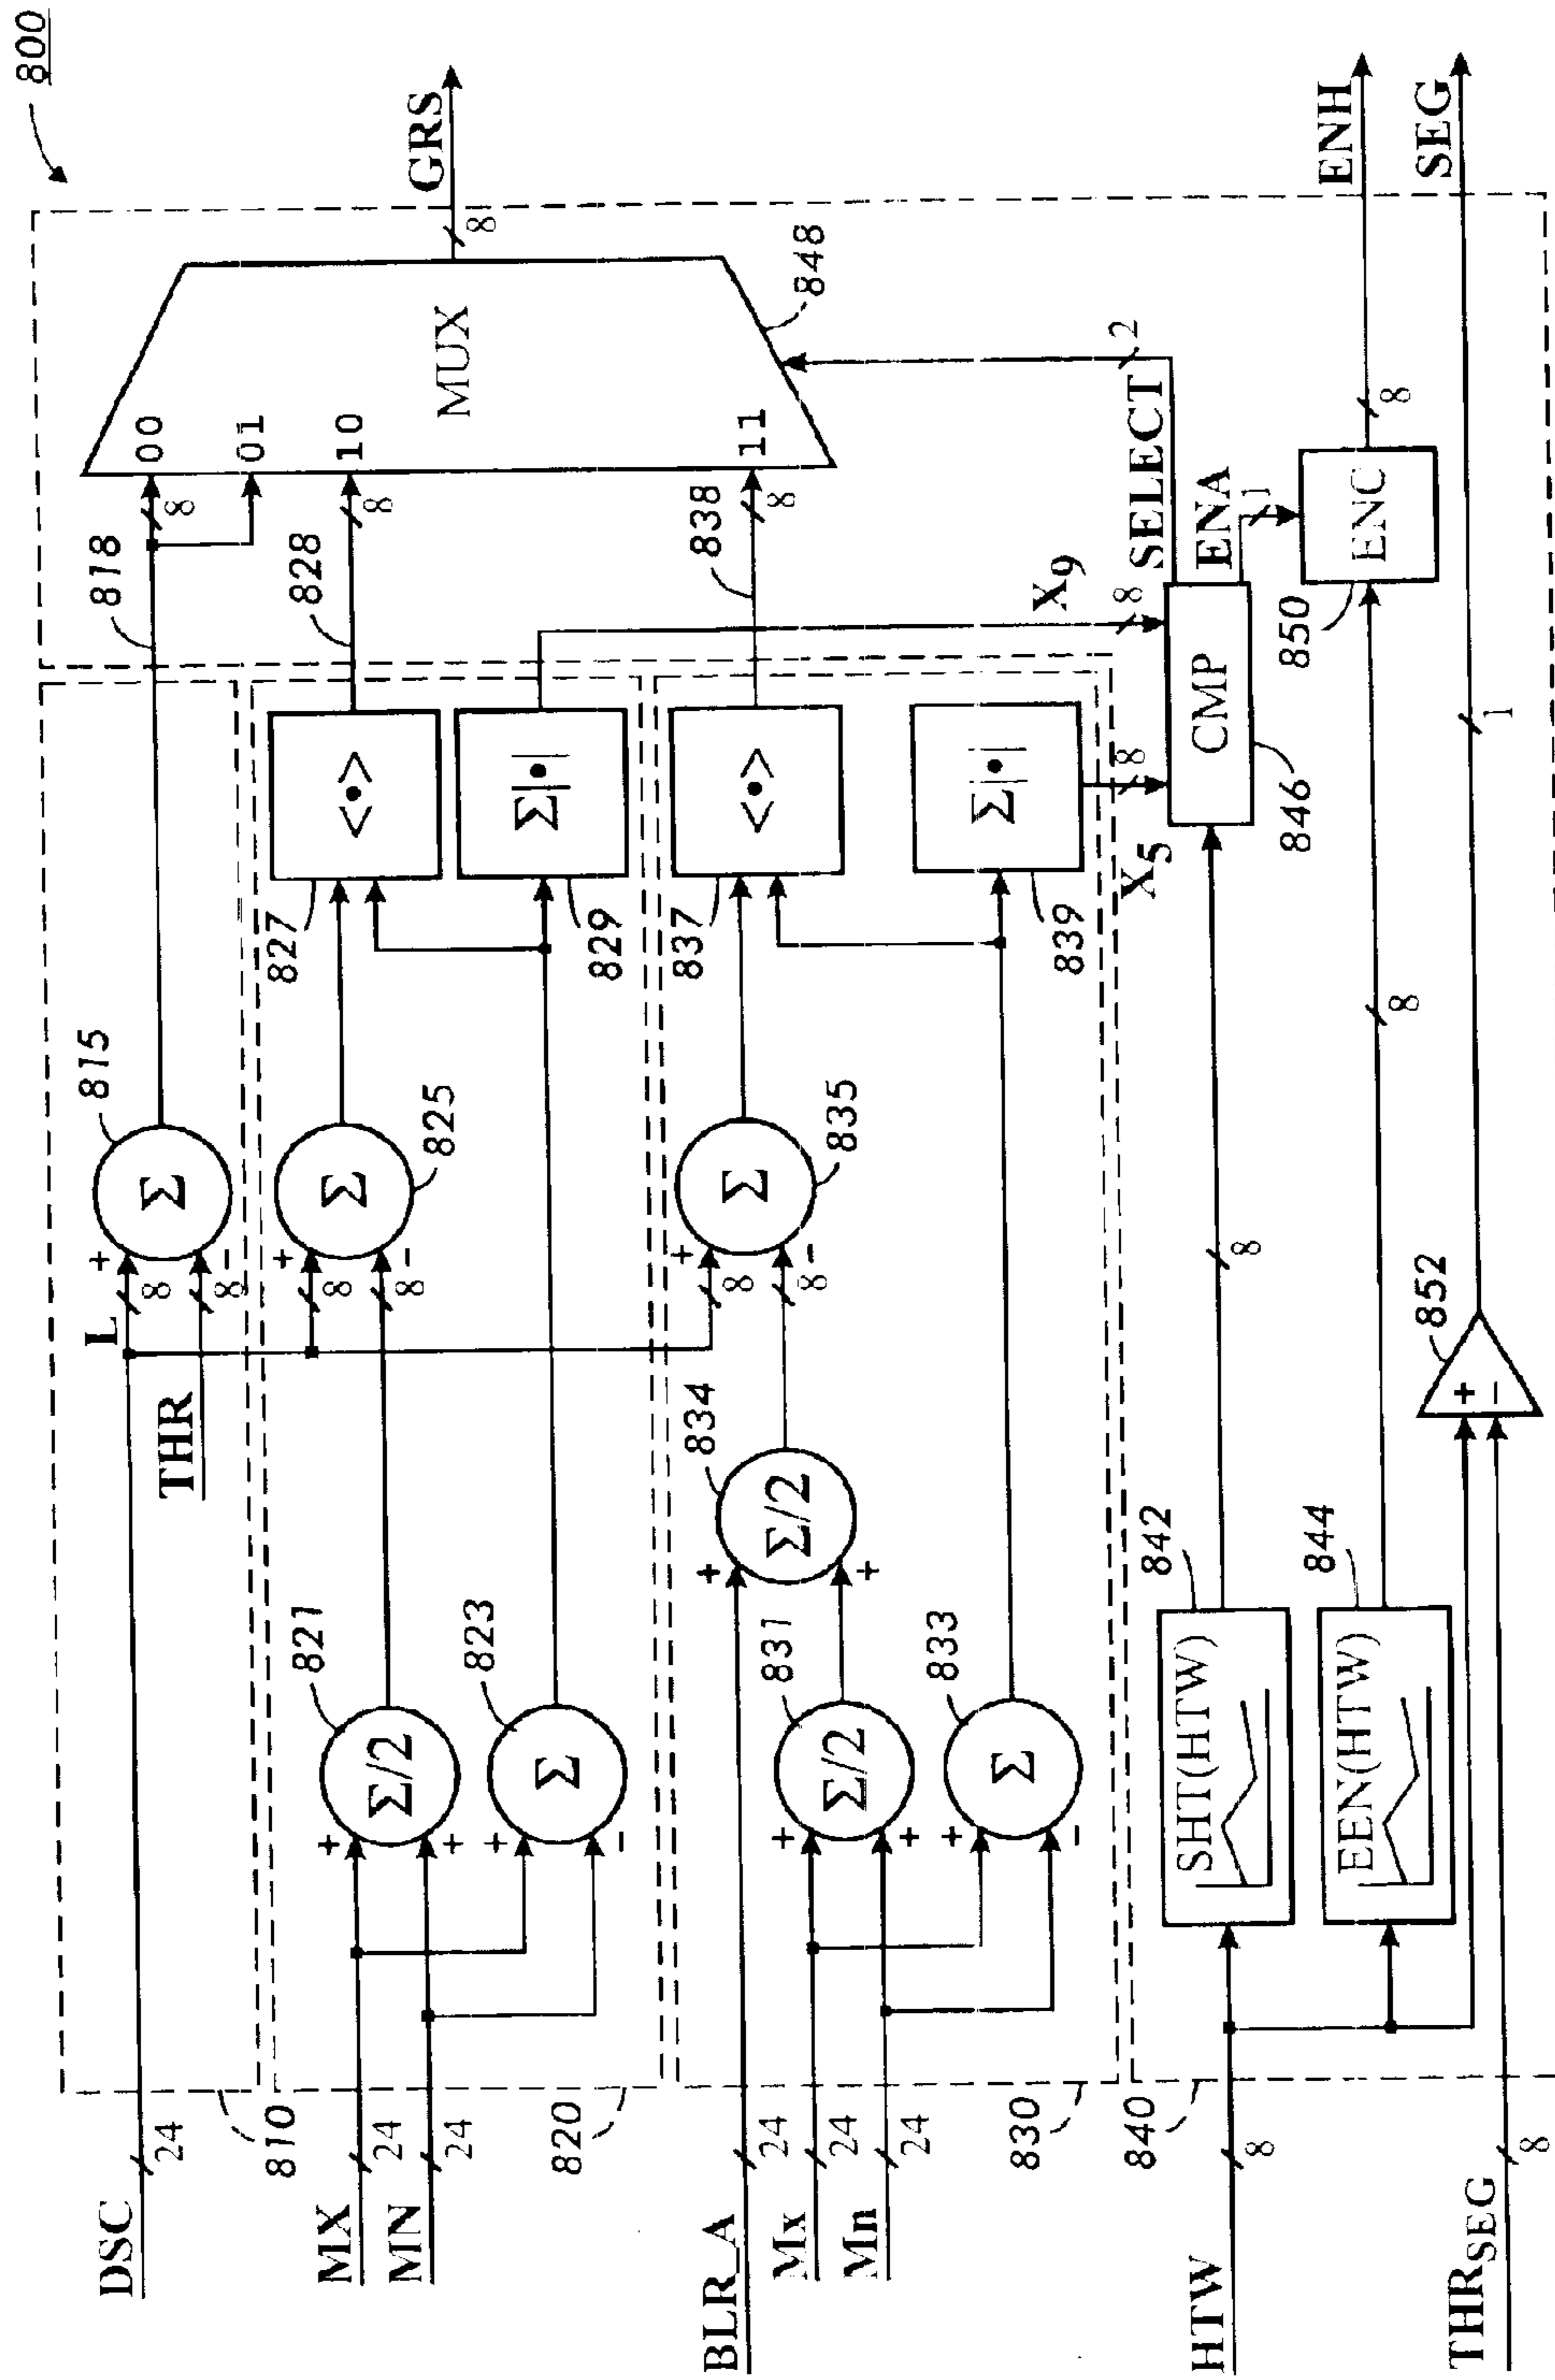 800
DSC
24
810
L
8
THR
8
+
-
Σ
815
818
8
00
01
10
11
MUX
848
8
GRS
MX
24
MN
24
820
+
+
Σ/2
821
+
-
Σ
823
+
8
-
8
Σ
825
827
<•>
828
8
829
Σ|•|
X9
8
BLR_A
24
Mx
24
Mn
24
830
+
+
Σ/2
831
+
-
Σ
833
+
+
Σ/2
834
+
8
-
8
Σ
835
837
<•>
838
8
839
Σ|•|
X5
8
HTW
8
840
SHT(HTW)
842
8
CMP
846
SELECT
2
ENA
1
EEN(HTW)
844
8
ENC
850
8
ENH
THRSEG
8
+
-
852
1
SEG